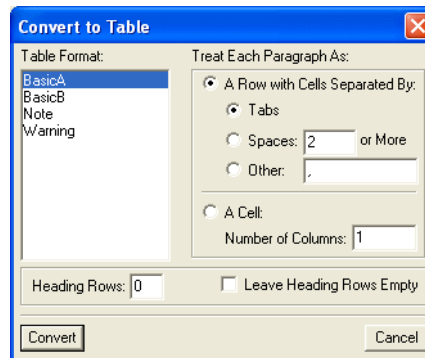 Convert to Table
Table Format:
BasicA
BasicB
Note
Warning
Treat Each Paragraph As:
A Row with Cells Separated By:
Tabs
Spaces: 2 or More
Other: ,
A Cell:
Number of Columns: 1
Heading Rows: 0
Leave Heading Rows Empty
Convert
Cancel